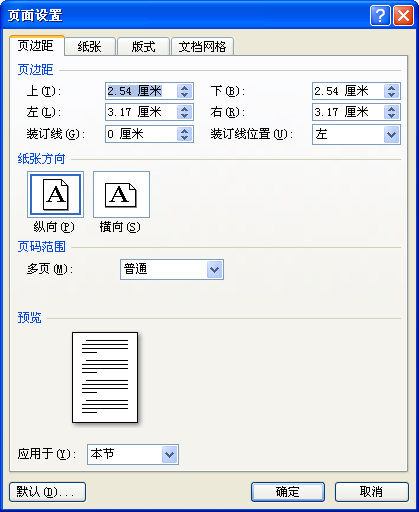 页面设置
页边距 纸张 版式 文档网格
页边距
上(T): 2.54 厘米 下(B): 2.54 厘米
左(L): 3.17 厘米 右(R): 3.17 厘米
装订线(G): 0 厘米 装订线位置(U): 左
纸张方向
A A
纵向(P) 横向(S)
页码范围
多页(M): 普通
预览
应用于(Y): 本节
默认(D)... 确定 取消